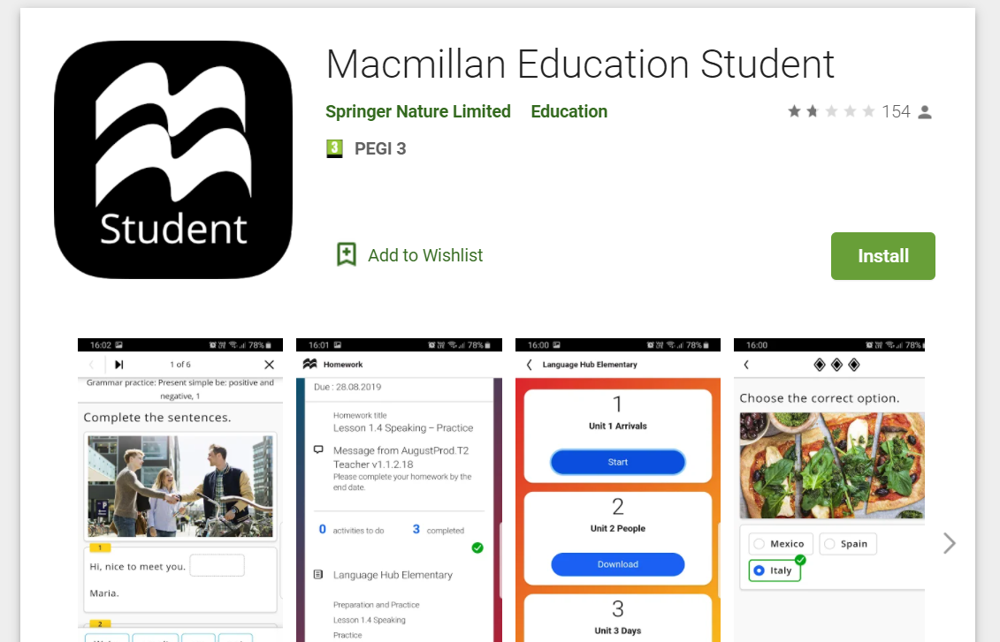 Macmillan Education Student
Springer Nature Limited Education
154
3 PEGI 3
Student
Add to Wishlist
Install
16:02 78%
1 of 6
Grammar practice: Present simple be: positive and
negative, 1
Complete the sentences.
1
Hi, nice to meet you.
Maria.
2
16:01 78%
Homework
Due : 28.08.2019
Homework title
Lesson 1.4 Speaking – Practice
Message from AugustProd.T2
Teacher v1.1.2.18
Please complete your homework by the
end date.
0 activities to do 3 completed
Language Hub Elementary
Preparation and Practice
Lesson 1.4 Speaking
Practice
16:00 78%
Language Hub Elementary
1
Unit 1 Arrivals
Start
2
Unit 2 People
Download
3
Unit 3 Days
16:00 78%
Choose the correct option.
Mexico Spain
Italy